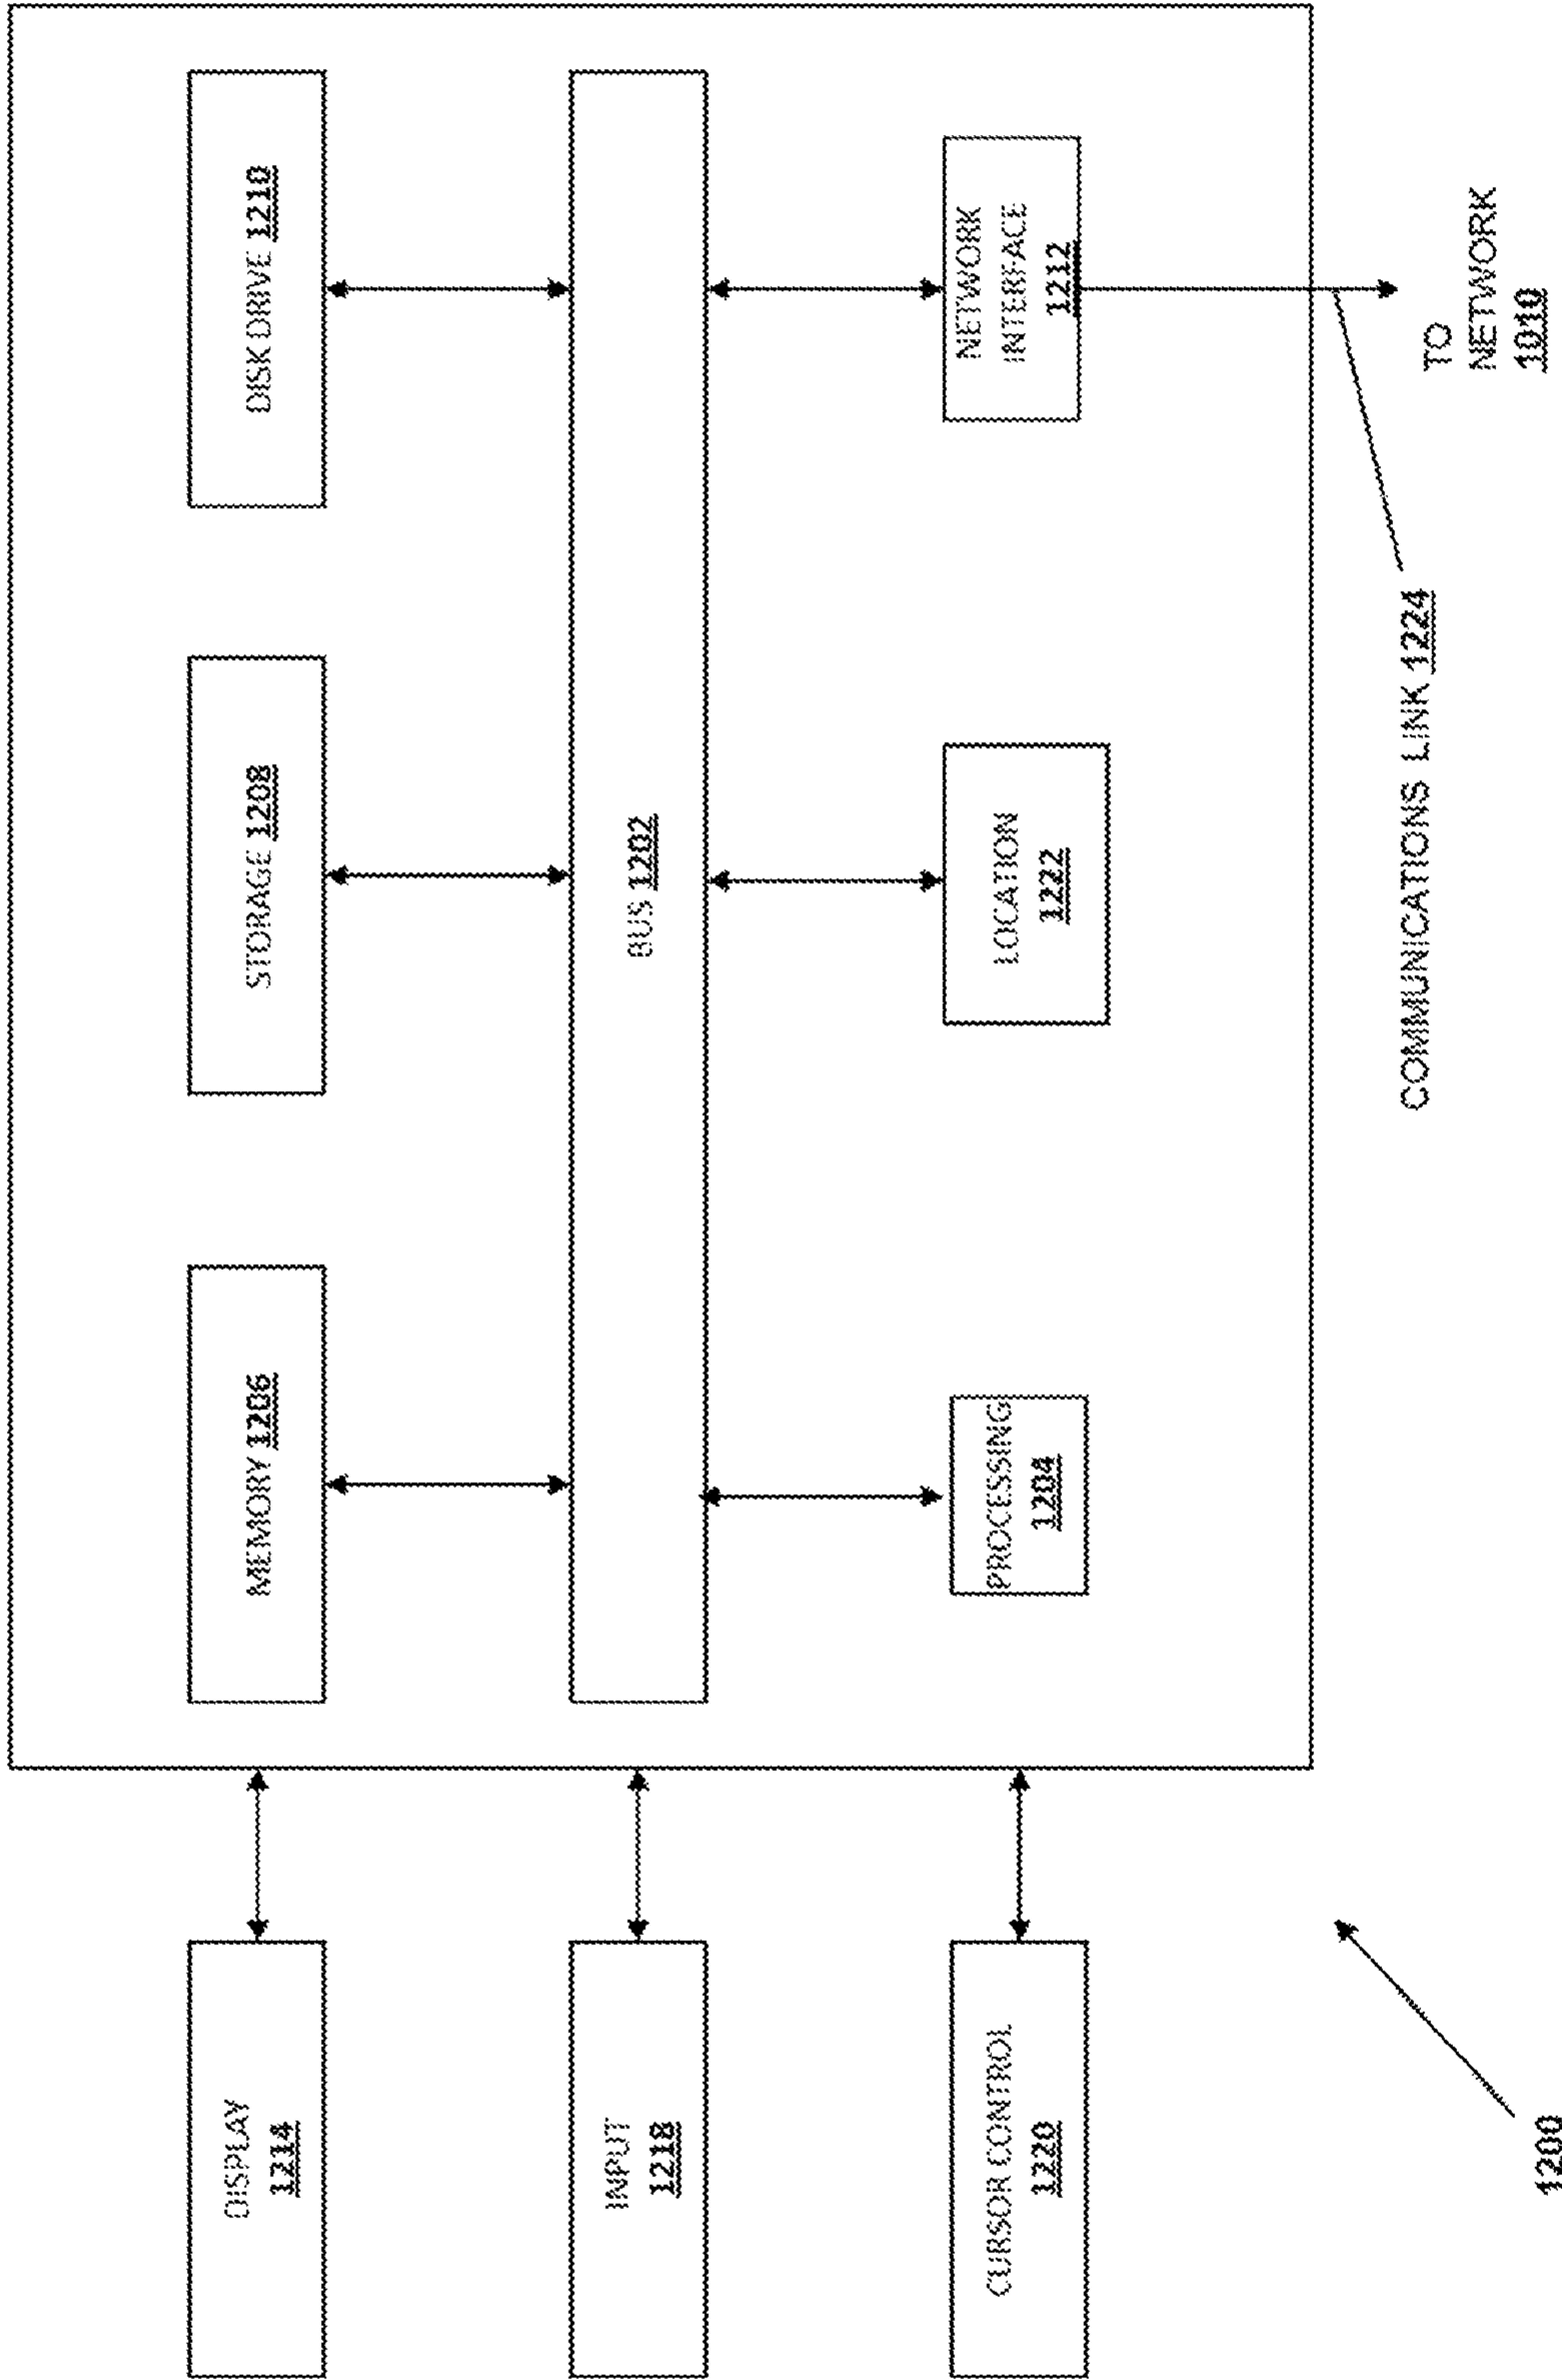 DISPLAY
1214
MEMORY 1206
STORAGE 1208
DISK DRIVE 1210
INPUT
1218
BUS 1202
CURSOR CONTROL
1220
PROCESSING
1204
LOCATION
1222
NETWORK
INTERFACE
1212
COMMUNICATIONS LINK 1224
TO
NETWORK
1010
1200